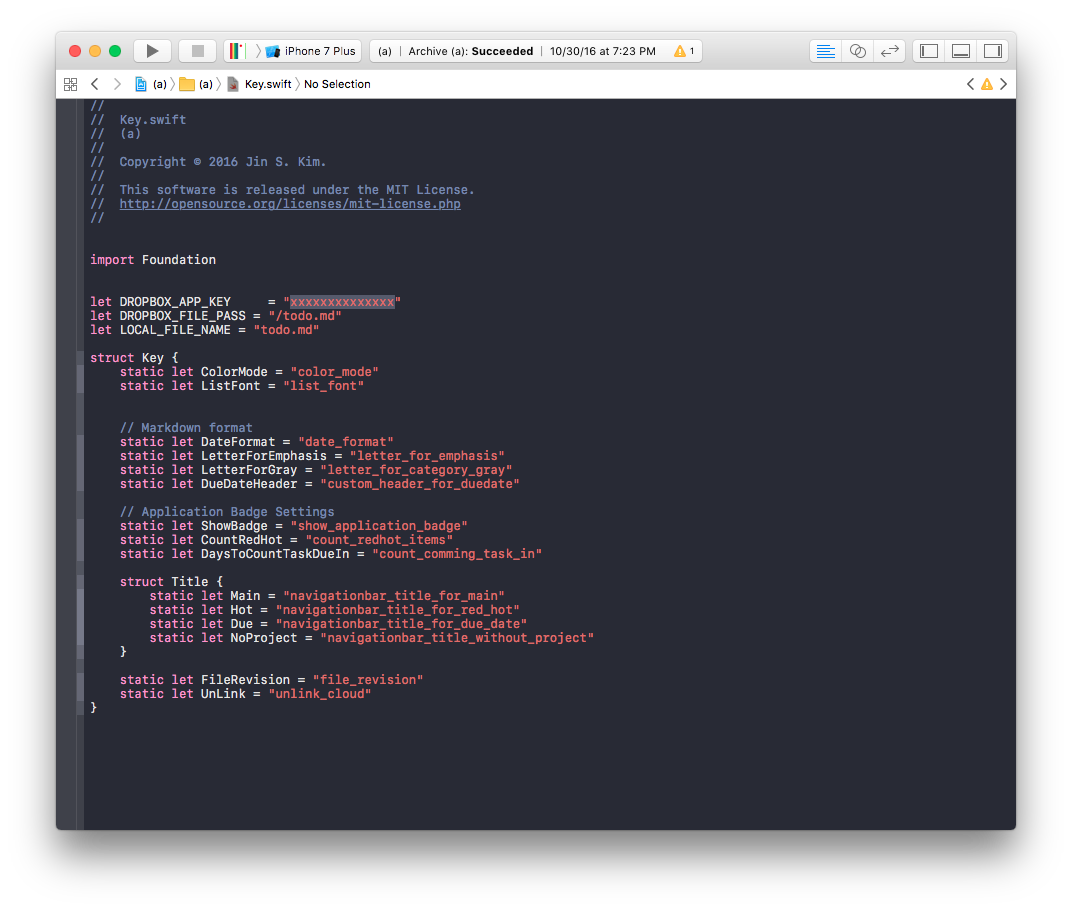 iPhone 7 Plus (a) | Archive (a): Succeeded | 10/30/16 at 7:23 PM 1
(a) (a) Key.swift No Selection
//
//  Key.swift
//  (a)
//
//  Copyright © 2016 Jin S. Kim.
//
//  This software is released under the MIT License.
//  http://opensource.org/licenses/mit-license.php
//
import Foundation
let DROPBOX_APP_KEY     = "xxxxxxxxxxxxxx"
let DROPBOX_FILE_PASS = "/todo.md"
let LOCAL_FILE_NAME = "todo.md"
struct Key {
    static let ColorMode = "color_mode"
    static let ListFont = "list_font"
    // Markdown format
    static let DateFormat = "date_format"
    static let LetterForEmphasis = "letter_for_emphasis"
    static let LetterForGray = "letter_for_category_gray"
    static let DueDateHeader = "custom_header_for_duedate"
    // Application Badge Settings
    static let ShowBadge = "show_application_badge"
    static let CountRedHot = "count_redhot_items"
    static let DaysToCountTaskDueIn = "count_comming_task_in"
    struct Title {
        static let Main = "navigationbar_title_for_main"
        static let Hot = "navigationbar_title_for_red_hot"
        static let Due = "navigationbar_title_for_due_date"
        static let NoProject = "navigationbar_title_without_project"
    }
    static let FileRevision = "file_revision"
    static let UnLink = "unlink_cloud"
}